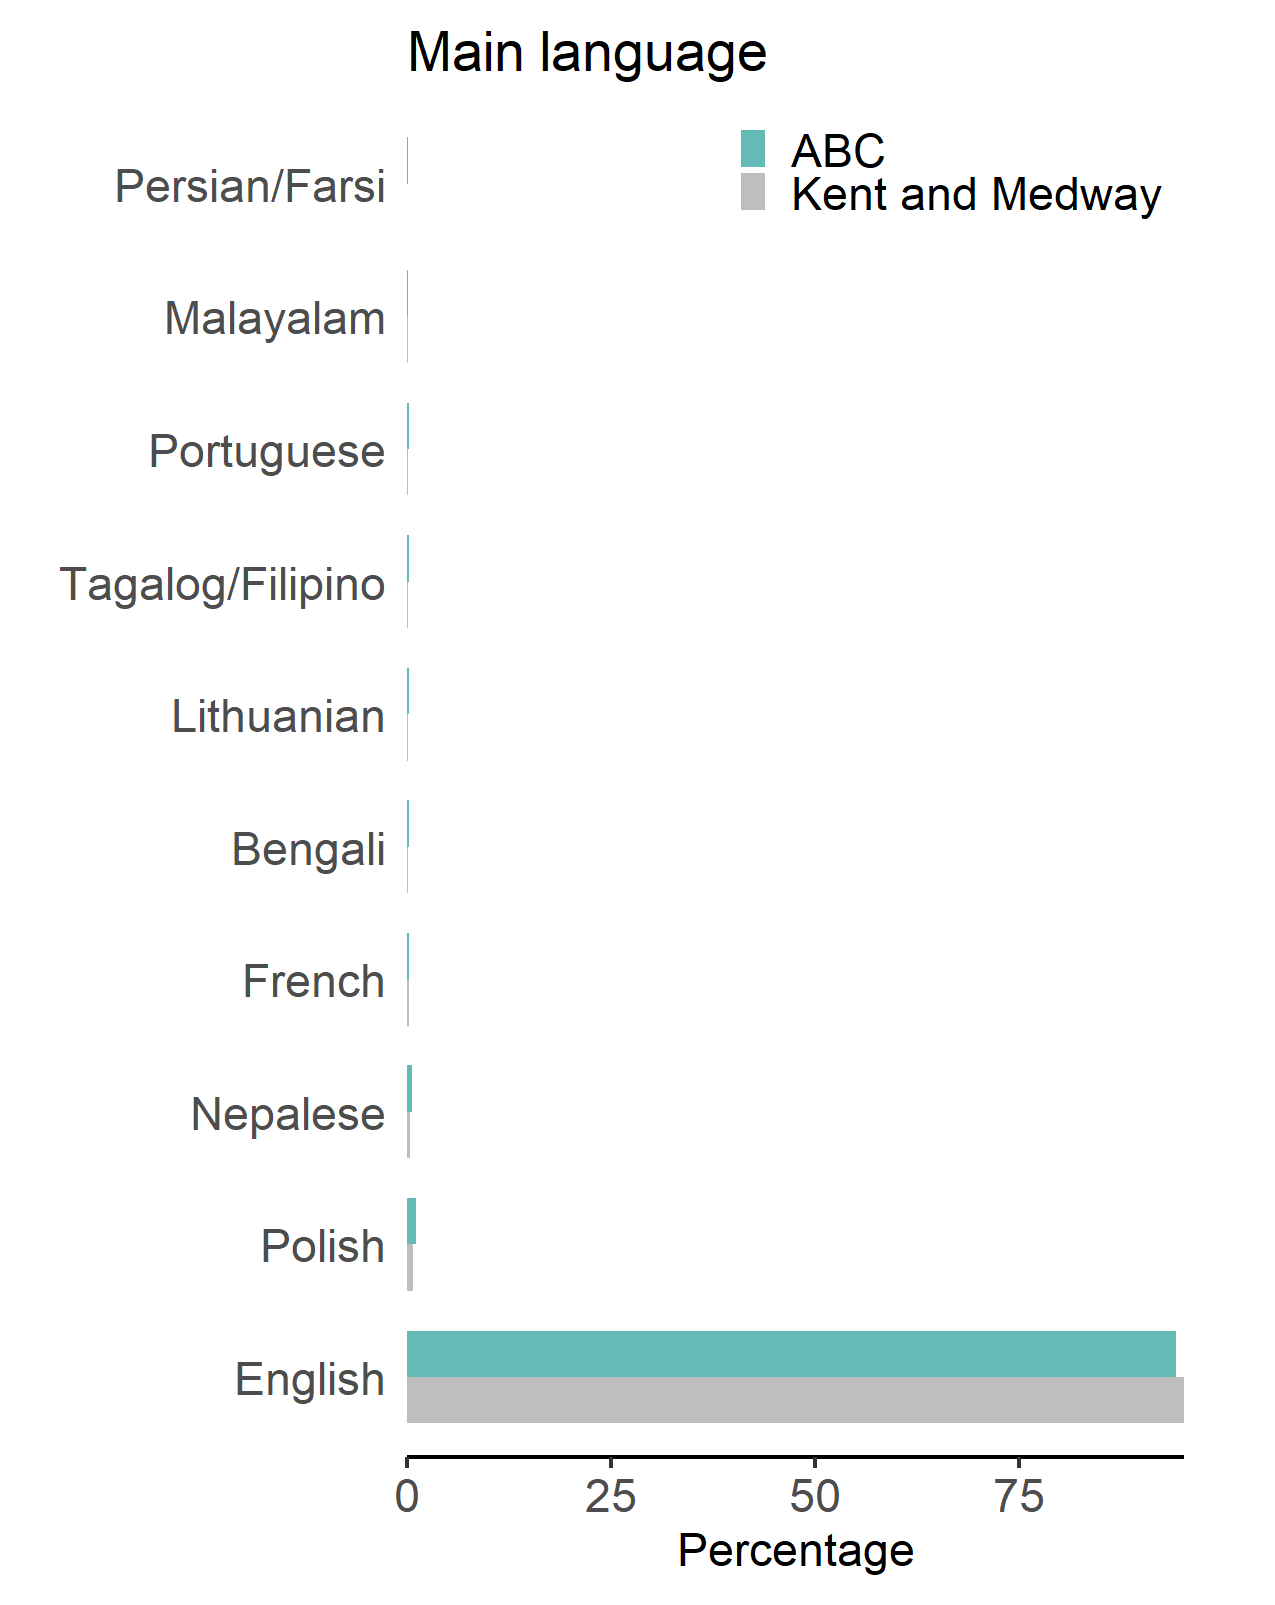 Main language
ABC
Kent and Medway
Persian/Farsi
Malayalam
Portuguese
Tagalog/Filipino
Lithuanian
Bengali
French
Nepalese
Polish
English
0 25 50 75
Percentage